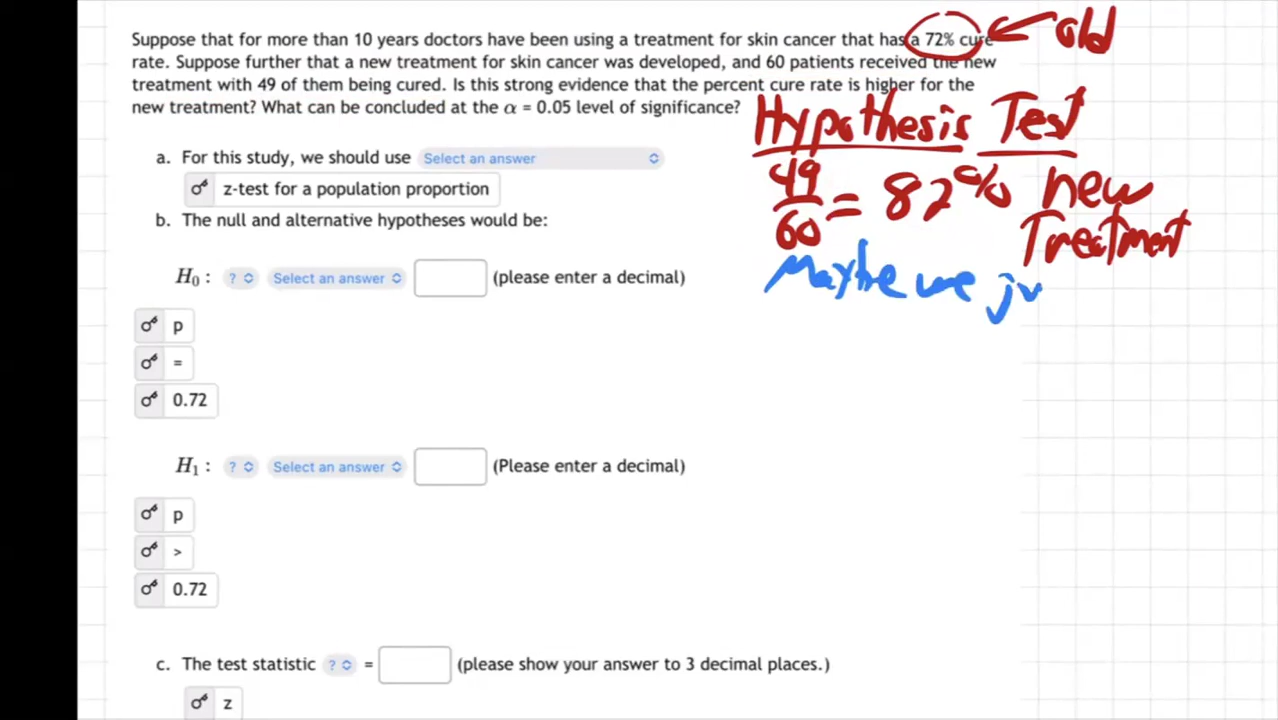 Suppose that for more than 10 years doctors have been using a treatment for skin cancer that has a 72% cure
old
rate. Suppose further that a new treatment for skin cancer was developed, and 60 patients received the new
treatment with 49 of them being cured. Is this strong evidence that the percent cure rate is higher for the
new treatment? What can be concluded at the α = 0.05 level of significance?
Hypothesis Test
a. For this study, we should use Select an answer
z-test for a population proportion
49/60 = 82% new
Treatment
b. The null and alternative hypotheses would be:
Maybe we
H₀ : ? Select an answer (please enter a decimal)
p
=
0.72
H₁ : ? Select an answer (Please enter a decimal)
p
>
0.72
c. The test statistic ? = (please show your answer to 3 decimal places.)
z